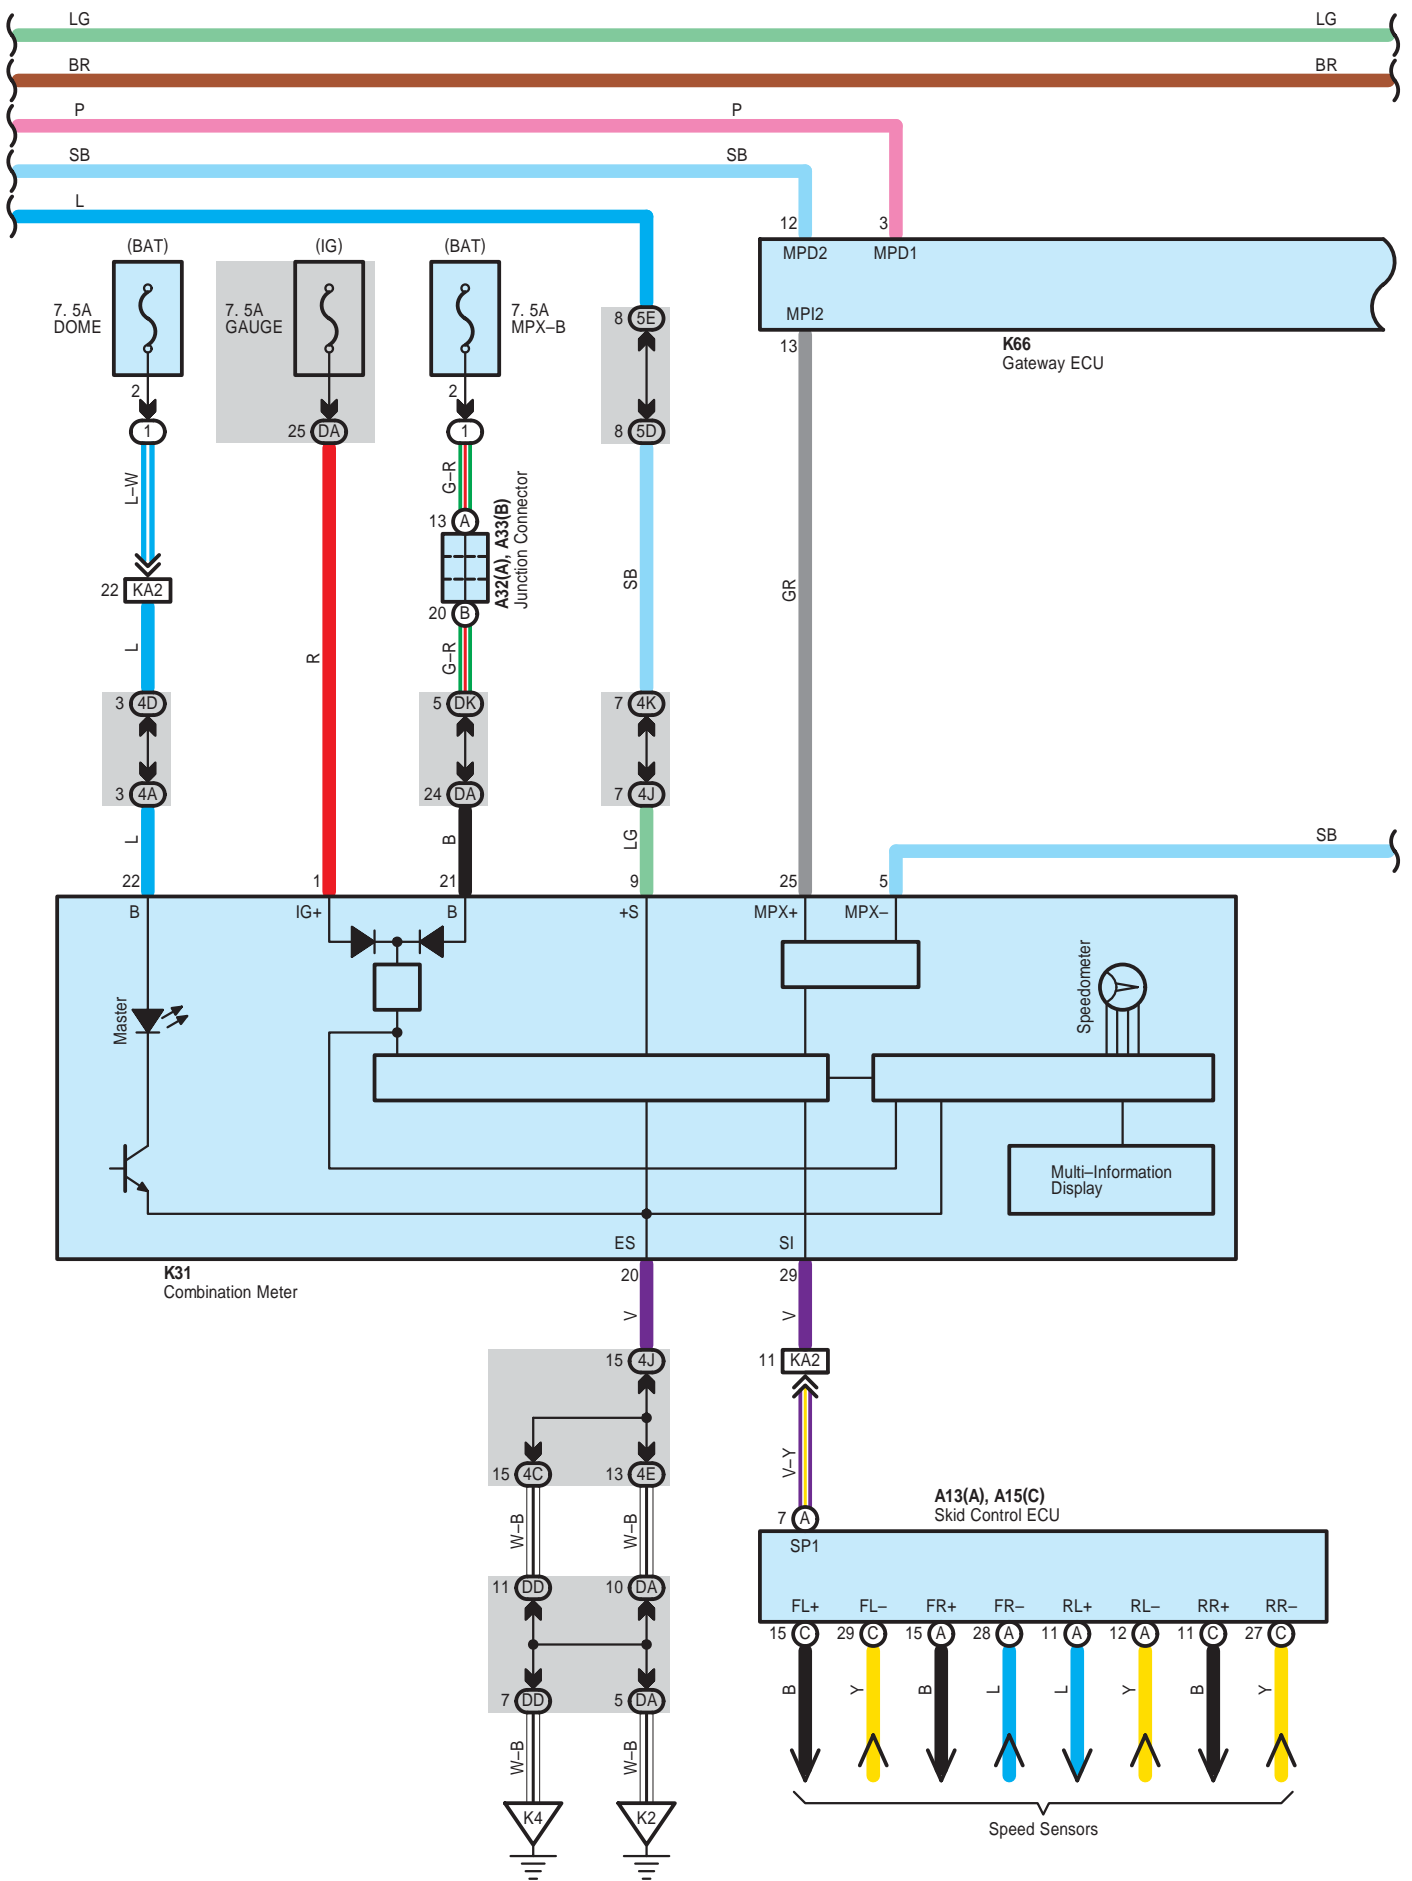 LG LG
BR BR
P P
SB SB
L
(BAT) (IG) (BAT)
12 3
MPD2 MPD1
7. 5A
DOME
7. 5A
GAUGE
7. 5A
MPX–B
8 5E
MPI2
13
K66
Gateway ECU
2 2
1 25 DA 1 8 5D
L–W
G–R
13 A
A32(A), A33(B)
Junction Connector
22 KA2
20 B
SB
GR
L
R
G–R
3 4D 5 DK 7 4K
3 4A 24 DA 7 4J
L B LG
SB
22 1 21 9 25 5
B IG+ B +S MPX+ MPX–
Master
Speedometer
Multi–Information
Display
ES SI
K31
Combination Meter
20 29
V V
15 4J 11 KA2
15 4C 13 4E
V–Y
A13(A), A15(C)
Skid Control ECU
W–B W–B
7 A
SP1
11 DD 10 DA
FL+ FL– FR+ FR– RL+ RL– RR+ RR–
15 C 29 C 15 A 28 A 11 A 12 A 11 C 27 C
B Y B L L Y B Y
7 DD 5 DA
W–B W–B
K4 K2
Speed Sensors